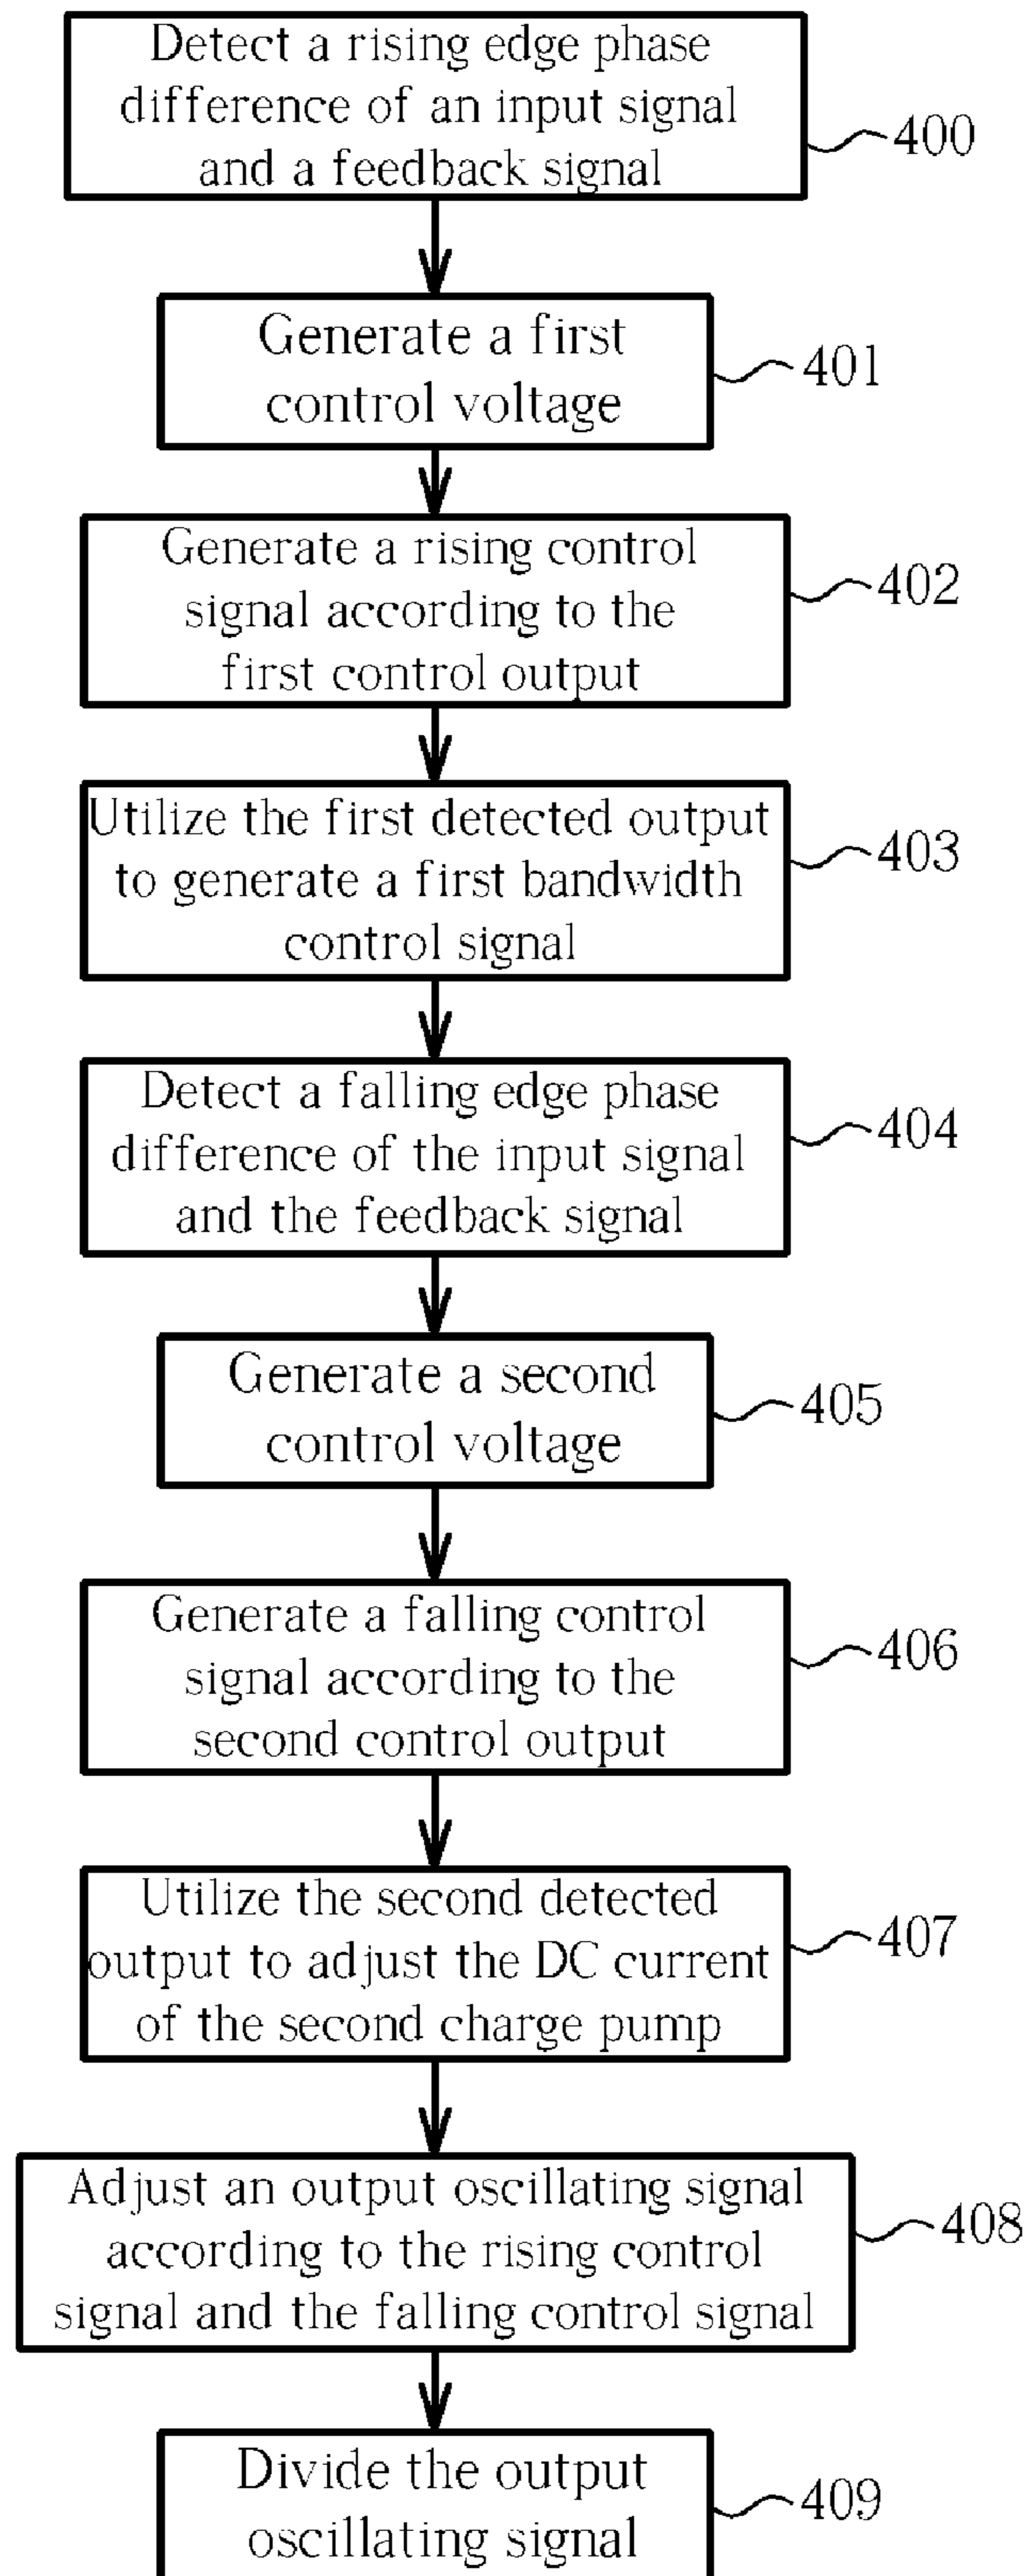 Detect a rising edge phase
difference of an input signal
and a feedback signal
400
Generate a first
control voltage
401
Generate a rising control
signal according to the
first control output
402
Utilize the first detected output
to generate a first bandwidth
control signal
403
Detect a falling edge phase
difference of the input signal
and the feedback signal
404
Generate a second
control voltage
405
Generate a falling control
signal according to the
second control output
406
Utilize the second detected
output to adjust the DC current
of the second charge pump
407
Adjust an output oscillating signal
according to the rising control
signal and the falling control signal
408
Divide the output
oscillating signal
409